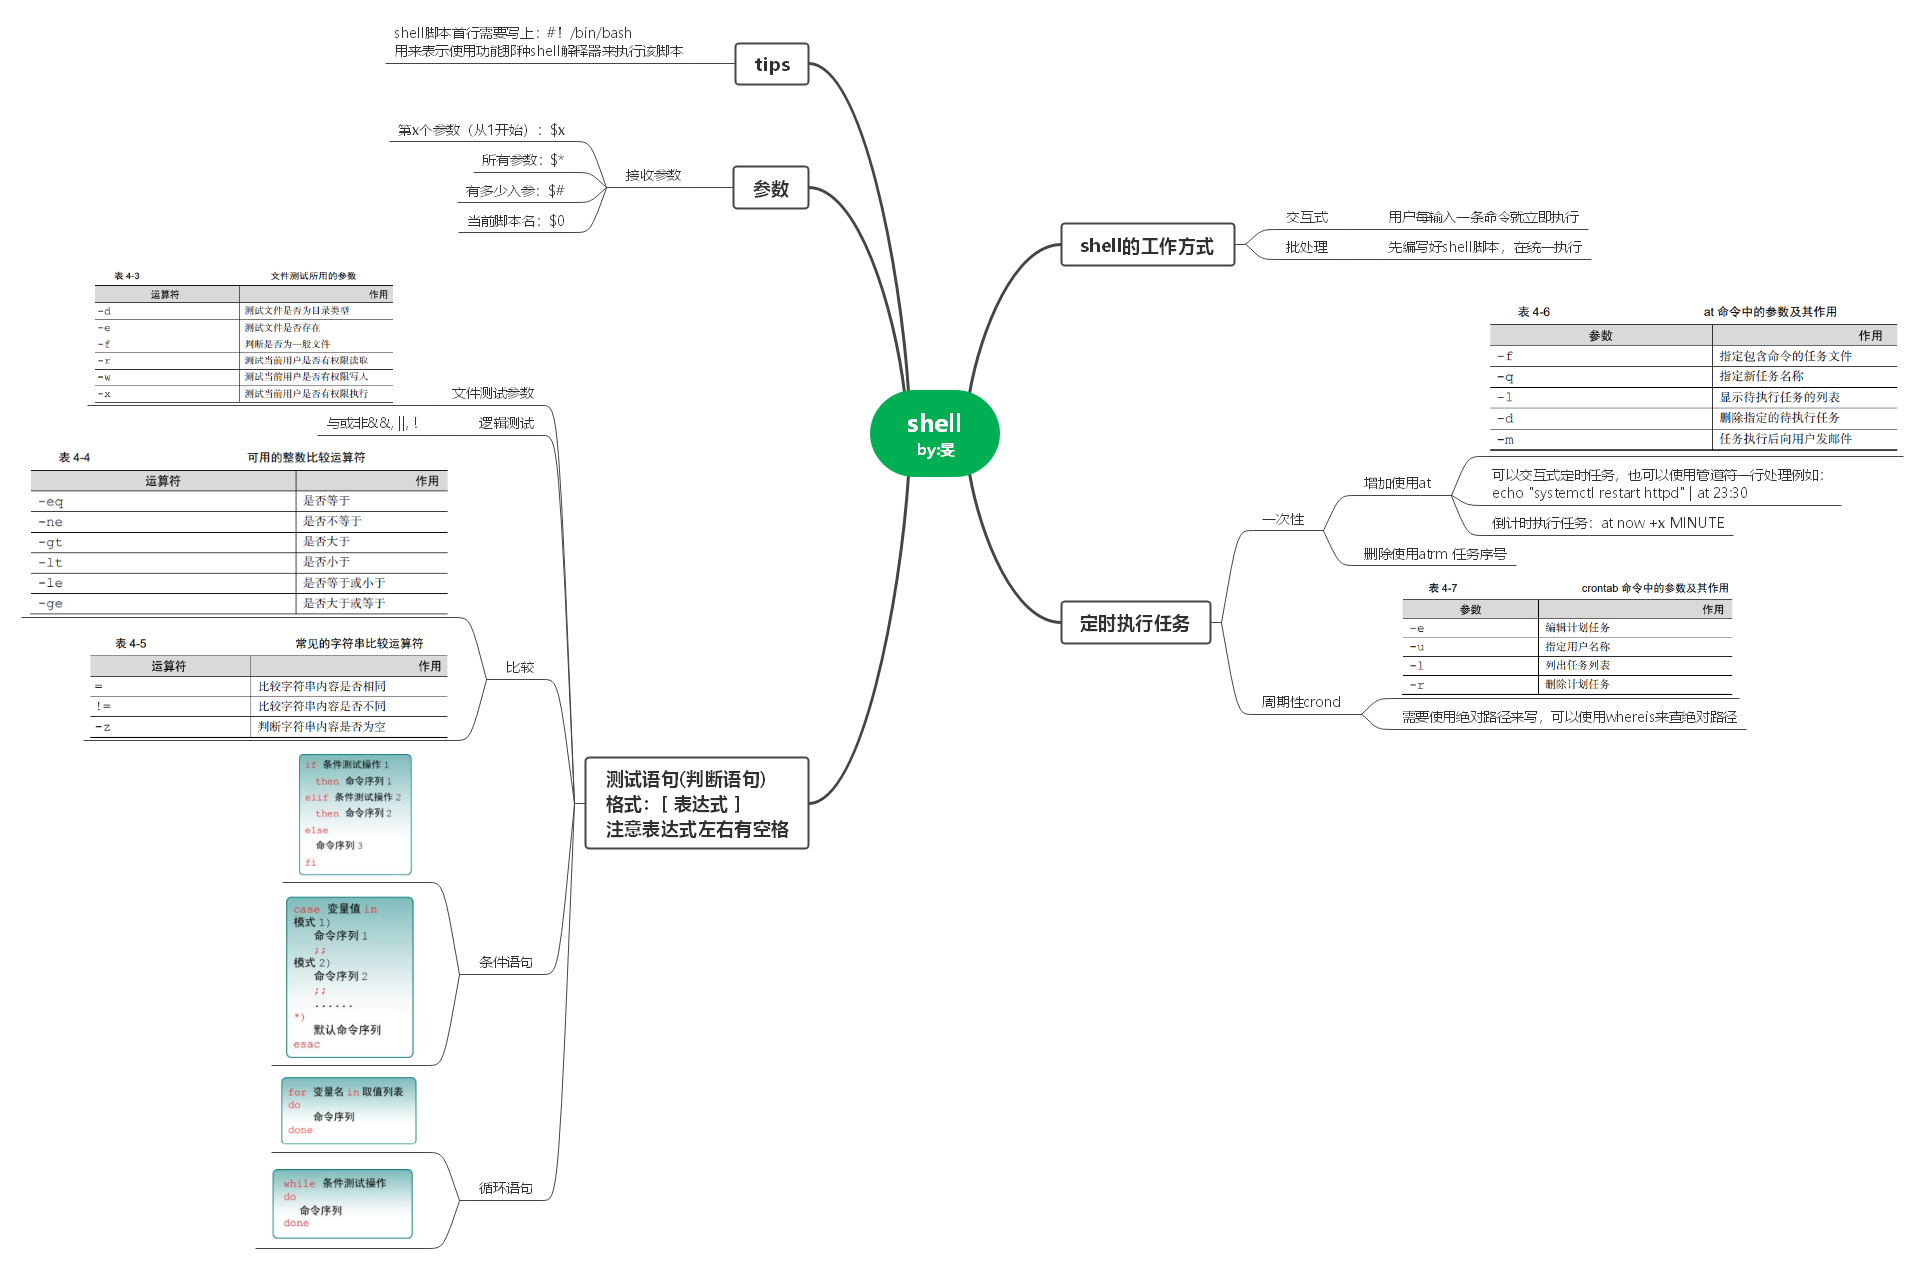 shell
by:旻
tips
shell脚本首行需要写上：#！/bin/bash
用来表示使用功能那种shell解释器来执行该脚本
参数
接收参数
第x个参数（从1开始）：$x
所有参数：$*
有多少入参：$#
当前脚本名：$0
测试语句(判断语句)
格式：[ 表达式 ]
注意表达式左右有空格
文件测试参数
表 4-3 文件测试所用的参数
运算符 作用
-d 测试文件是否为目录类型
-e 测试文件是否存在
-f 判断是否为一般文件
-r 测试当前用户是否有权限读取
-w 测试当前用户是否有权限写入
-x 测试当前用户是否有权限执行
逻辑测试
与或非&&, ||, !
比较
表 4-4 可用的整数比较运算符
运算符 作用
-eq 是否等于
-ne 是否不等于
-gt 是否大于
-lt 是否小于
-le 是否等于或小于
-ge 是否大于或等于
表 4-5 常见的字符串比较运算符
运算符 作用
= 比较字符串内容是否相同
!= 比较字符串内容是否不同
-z 判断字符串内容是否为空
条件语句
if 条件测试操作 1
then 命令序列 1
elif 条件测试操作 2
then 命令序列 2
else
命令序列 3
fi
case 变量值 in
模式 1)
命令序列 1
;;
模式 2)
命令序列 2
;;
......
*)
默认命令序列
esac
循环语句
for 变量名 in 取值列表
do
命令序列
done
while 条件测试操作
do
命令序列
done
shell的工作方式
交互式 用户每输入一条命令就立即执行
批处理 先编写好shell脚本，在统一执行
定时执行任务
一次性
增加使用at
表 4-6 at 命令中的参数及其作用
参数 作用
-f 指定包含命令的任务文件
-q 指定新任务名称
-l 显示待执行任务的列表
-d 删除指定的待执行任务
-m 任务执行后向用户发邮件
可以交互式定时任务，也可以使用管道符一行处理例如：
echo "systemctl restart httpd" | at 23:30
倒计时执行任务：at now +x MINUTE
删除使用atrm 任务序号
周期性crond
表 4-7 crontab 命令中的参数及其作用
参数 作用
-e 编辑计划任务
-u 指定用户名称
-l 列出任务列表
-r 删除计划任务
需要使用绝对路径来写，可以使用whereis来查绝对路径